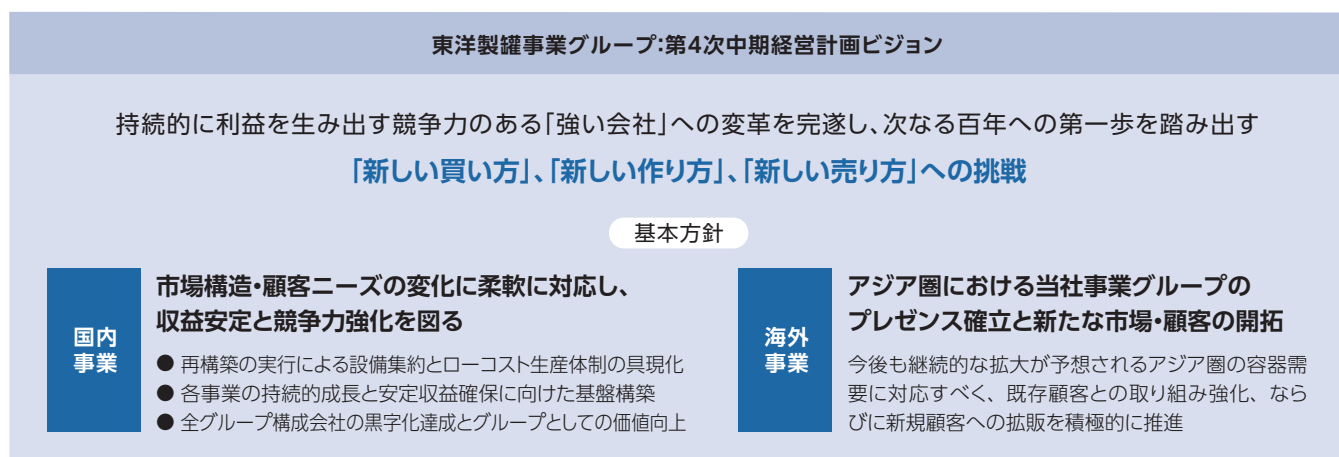 東洋製罐事業グループ:第4次中期経営計画ビジョン
持続的に利益を生み出す競争力のある「強い会社」への変革を完遂し、次なる百年への第一歩を踏み出す
「新しい買い方」、「新しい作り方」、「新しい売り方」への挑戦
基本方針
国内
事業
市場構造・顧客ニーズの変化に柔軟に対応し、
収益安定と競争力強化を図る
● 再構築の実行による設備集約とローコスト生産体制の具現化
● 各事業の持続的成長と安定収益確保に向けた基盤構築
● 全グループ構成会社の黒字化達成とグループとしての価値向上
海外
事業
アジア圏における当社事業グループの
プレゼンス確立と新たな市場・顧客の開拓
今後も継続的な拡大が予想されるアジア圏の容器需
要に対応すべく、既存顧客との取り組み強化、なら
びに新規顧客への拡販を積極的に推進